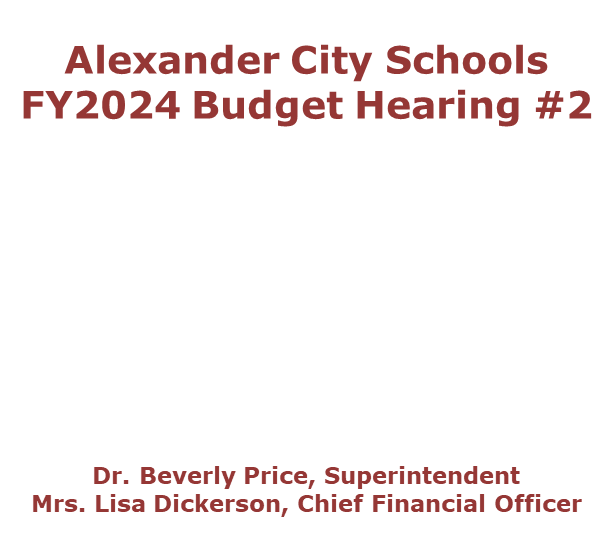 Alexander City Schools
FY2024 Budget Hearing #2
Dr. Beverly Price, Superintendent
Mrs. Lisa Dickerson, Chief Financial Officer